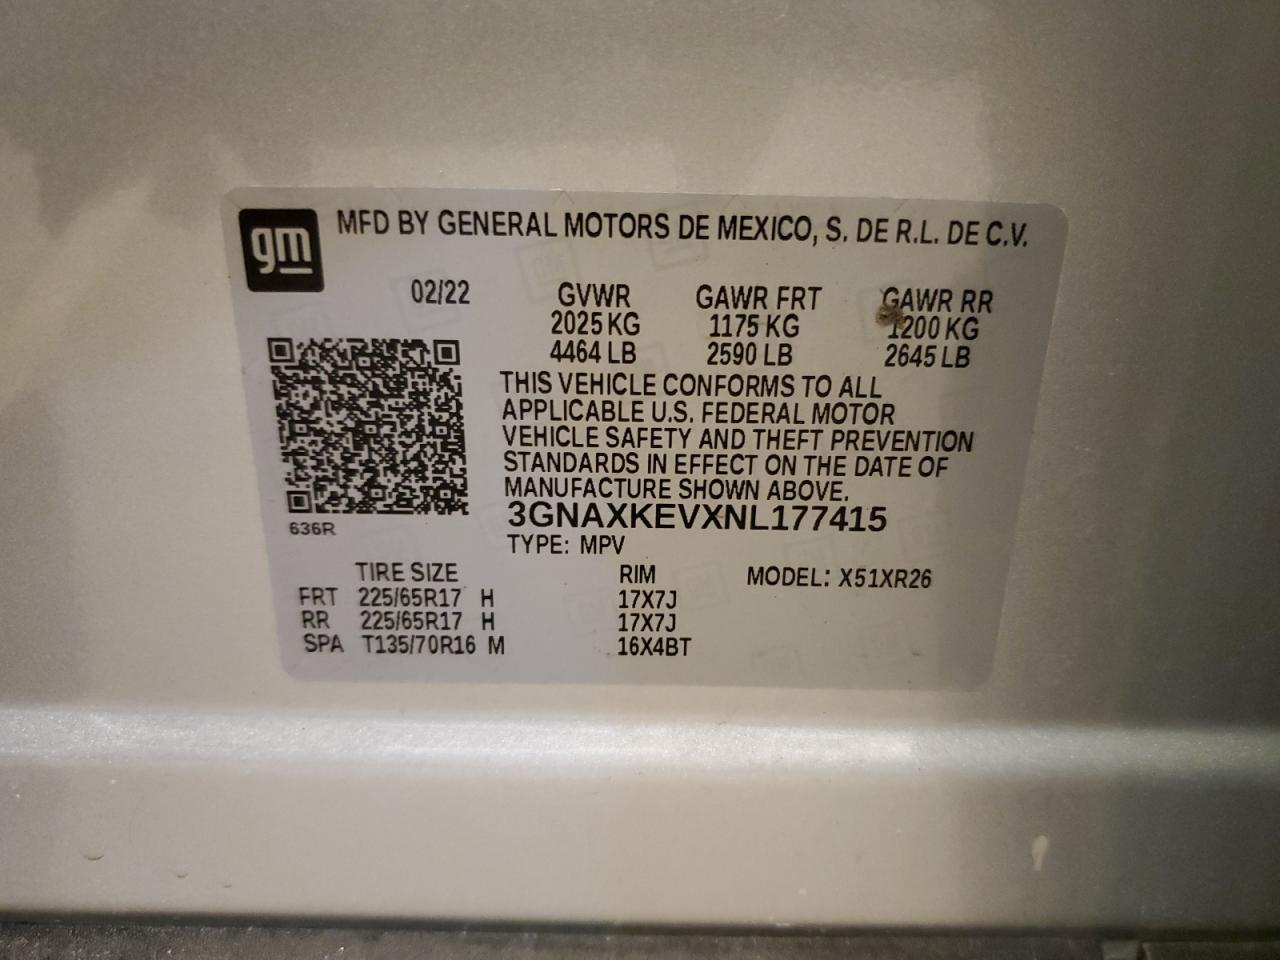 gm MFD BY GENERAL MOTORS DE MEXICO, S. DE R.L. DE C.V.
02/22 GVWR GAWR FRT GAWR RR
2025 KG 1175 KG 1200 KG
4464 LB 2590 LB 2645 LB
THIS VEHICLE CONFORMS TO ALL
APPLICABLE U.S. FEDERAL MOTOR
VEHICLE SAFETY AND THEFT PREVENTION
STANDARDS IN EFFECT ON THE DATE OF
MANUFACTURE SHOWN ABOVE.
636R 3GNAXKEVXNL177415
TYPE: MPV
TIRE SIZE RIM MODEL: X51XR26
FRT 225/65R17 H 17X7J
RR 225/65R17 H 17X7J
SPA T135/70R16 M 16X4BT